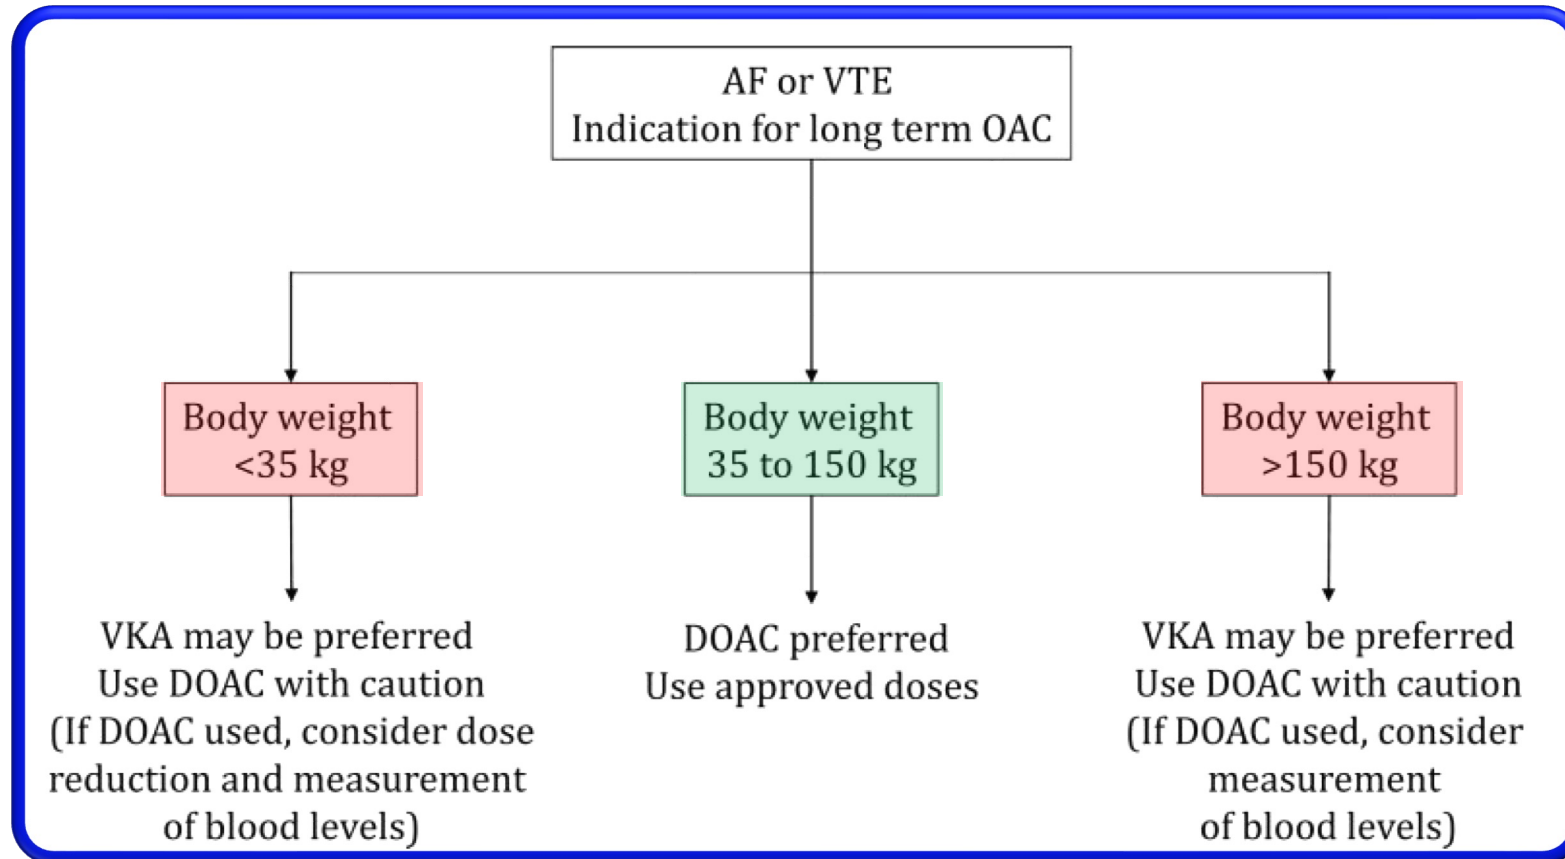 AF or VTE
Indication for long term OAC
Body weight
<35 kg
Body weight
35 to 150 kg
Body weight
>150 kg
VKA may be preferred
Use DOAC with caution
(If DOAC used, consider dose
reduction and measurement
of blood levels)
DOAC preferred
Use approved doses
VKA may be preferred
Use DOAC with caution
(If DOAC used, consider
measurement
of blood levels)